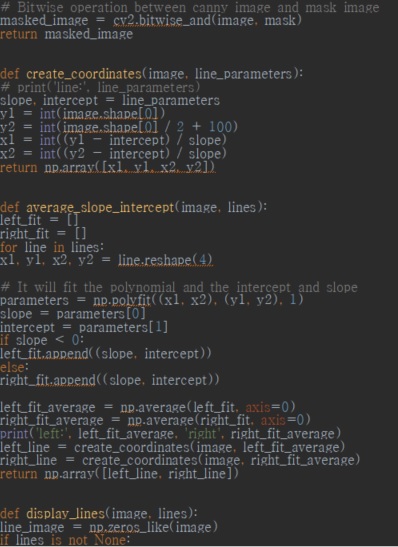 # Bitwise operation between canny image and mask image
masked_image = cv2.bitwise_and(image, mask)
return masked_image
def create_coordinates(image, line_parameters):
# print('line:', line_parameters)
slope, intercept = line_parameters
y1 = int(image.shape[0])
y2 = int(image.shape[0] / 2 + 100)
x1 = int((y1 - intercept) / slope)
x2 = int((y2 - intercept) / slope)
return np.array([x1, y1, x2, y2])
def average_slope_intercept(image, lines):
left_fit = []
right_fit = []
for line in lines:
x1, y1, x2, y2 = line.reshape(4)
# It will fit the polynomial and the intercept and slope
parameters = np.polyfit((x1, x2), (y1, y2), 1)
slope = parameters[0]
intercept = parameters[1]
if slope < 0:
left_fit.append((slope, intercept))
else:
right_fit.append((slope, intercept))
left_fit_average = np.average(left_fit, axis=0)
right_fit_average = np.average(right_fit, axis=0)
print('left:', left_fit_average, 'right', right_fit_average)
left_line = create_coordinates(image, left_fit_average)
right_line = create_coordinates(image, right_fit_average)
return np.array([left_line, right_line])
def display_lines(image, lines):
line_image = np.zeros_like(image)
if lines is not None: